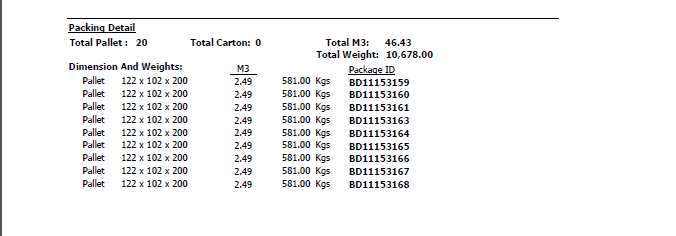 Packing Detail
Total Pallet : 20 Total Carton: 0 Total M3: 46.43
Total Weight: 10,678.00
Dimension And Weights: M3 Package ID
Pallet 122 x 102 x 200 2.49 581.00 Kgs BD11153159
Pallet 122 x 102 x 200 2.49 581.00 Kgs BD11153160
Pallet 122 x 102 x 200 2.49 581.00 Kgs BD11153161
Pallet 122 x 102 x 200 2.49 581.00 Kgs BD11153163
Pallet 122 x 102 x 200 2.49 581.00 Kgs BD11153164
Pallet 122 x 102 x 200 2.49 581.00 Kgs BD11153165
Pallet 122 x 102 x 200 2.49 581.00 Kgs BD11153166
Pallet 122 x 102 x 200 2.49 581.00 Kgs BD11153167
Pallet 122 x 102 x 200 2.49 581.00 Kgs BD11153168